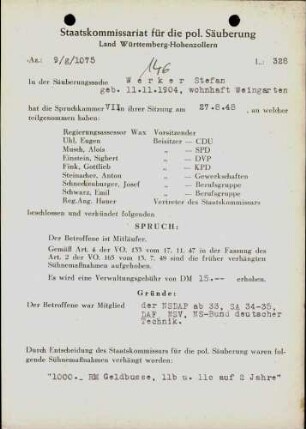 Staatskommissariat für die pol. Säuberung
Land Württemberg-Hohenzollern
Az.: 9/g/1075
146
L.: 328
In der Säuberungssache Werker Stefan
geb. 11.11.1904, wohnhaft Weingarten
hat die Spruchkammer VII in ihrer Sitzung am 27.8.48, an welcher
teilgenommen haben:
Regierungsassessor Wax Vorsitzender
Uhl, Eugen Beisitzer — CDU
Musch, Alois „ — SPD
Einstein, Sighert „ — DVP
Fink, Gottlieb „ — KPD
Steinacher, Anton „ — Gewerkschaften
Schneckenburger, Josef „ — Berufsgruppe
Schwarz, Emil „ — Berufsgruppe
Reg.Ang. Hauer Vertreter des Staatskommissariats
beschlossen und verkündet folgenden
SPRUCH:
Der Betroffene ist Mitläufer.
Gemäß Art. 4 der VO. 133 vom 17. 11. 47 in der Fassung des
Art. 2 der VO. 165 vom 13. 7. 49 sind die früher verhängten
Sühnemaßnahmen aufgehoben.
Es wird eine Verwaltungsgebühr von DM 15.-- erhoben.
Gründe:
Der Betroffene war Mitglied der NSDAP ab 33, SA 34-35,
DAF, NSV, NS-Bund deutscher
Technik.
Durch Entscheidung des Staatskommissars für die pol. Säuberung waren fol-
gende Sühnemaßnahmen verhängt worden:
"1000.- RM Geldbusse, 11b u. 11c auf 2 Jahre"